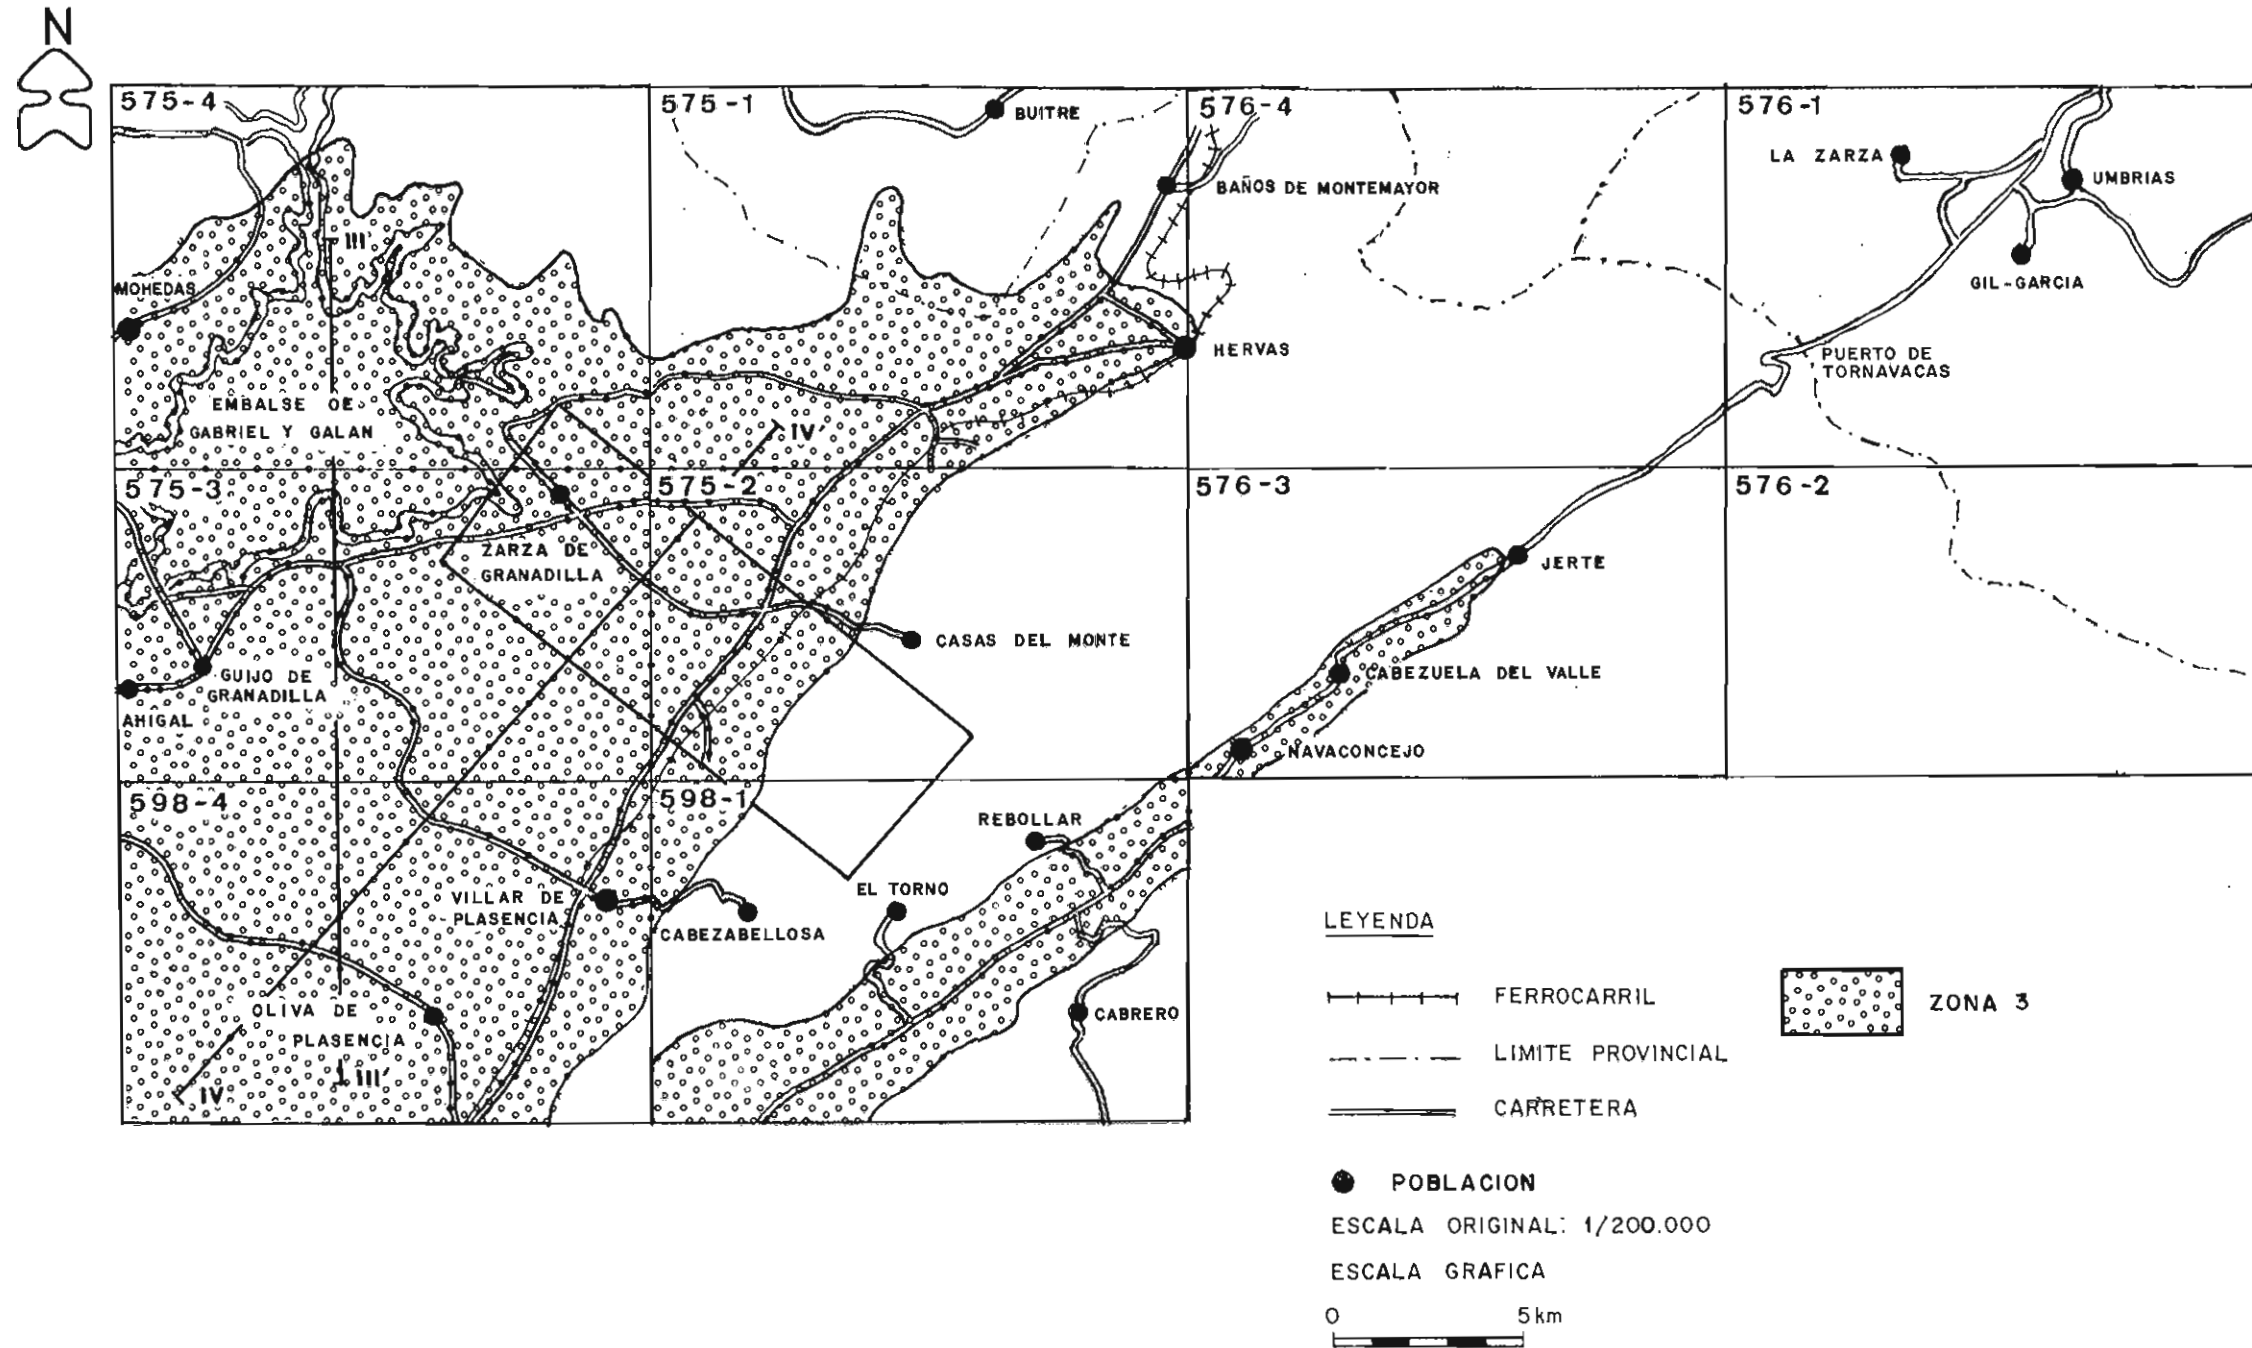 N
575-4
575-1
576-4
576-1
BUITRE
LA ZARZA
UMBRIAS
BAÑOS DE MONTEMAYOR
III'
GIL-GARCIA
MOHEDAS
HERVAS
PUERTO DE
TORNAVACAS
EMBALSE DE
GABRIEL Y GALAN
IV'
575-3
575-2
576-3
576-2
ZARZA DE
GRANADILLA
JERTE
CASAS DEL MONTE
GUIJO DE
GRANADILLA
CABEZUELA DEL VALLE
AHIGAL
NAVACONCEJO
598-4
598-1
REBOLLAR
VILLAR DE
PLASENCIA
EL TORNO
CABEZABELLOSA
OLIVA DE
PLASENCIA
CABRERO
III'
IV
LEYENDA
FERROCARRIL
ZONA 3
LIMITE PROVINCIAL
CARRETERA
POBLACION
ESCALA ORIGINAL: 1/200.000
ESCALA GRAFICA
0 5km